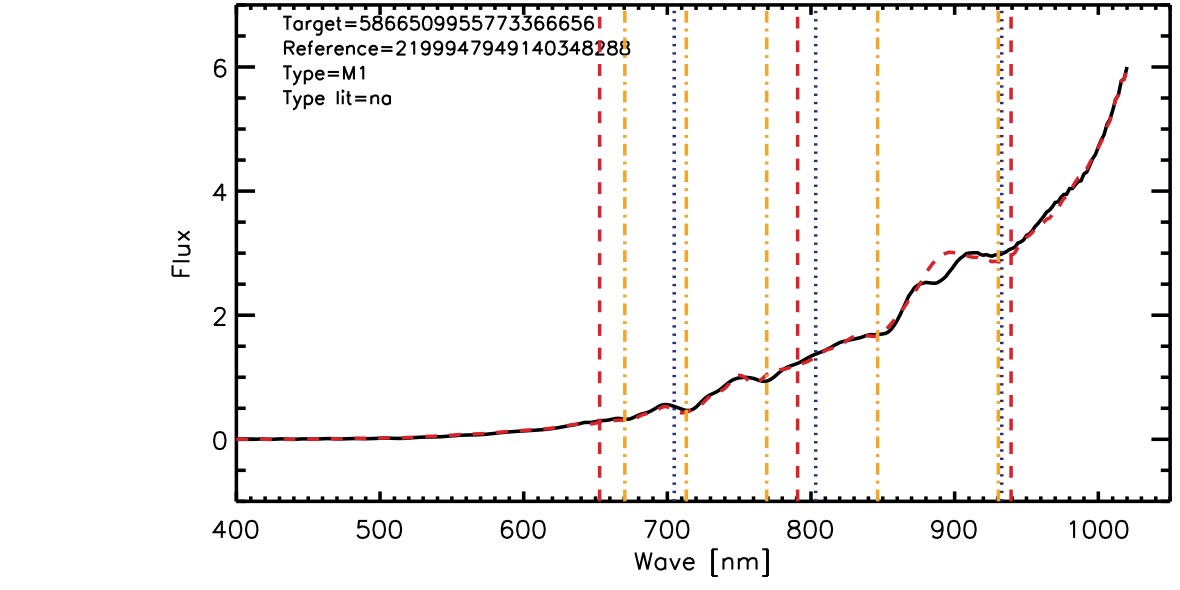 Target=5866509955773366656
Reference=2199947949140348288
Type=M1
Type lit=na
6
4
2
0
Flux
400 500 600 700 800 900 1000
Wave [nm]